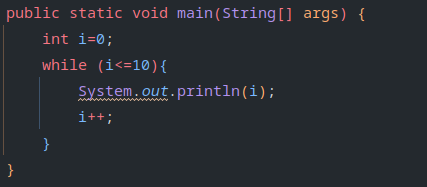 public static void main(String[] args) {
    int i=0;
    while (i<=10){
        System.out.println(i);
        i++;
    }
}